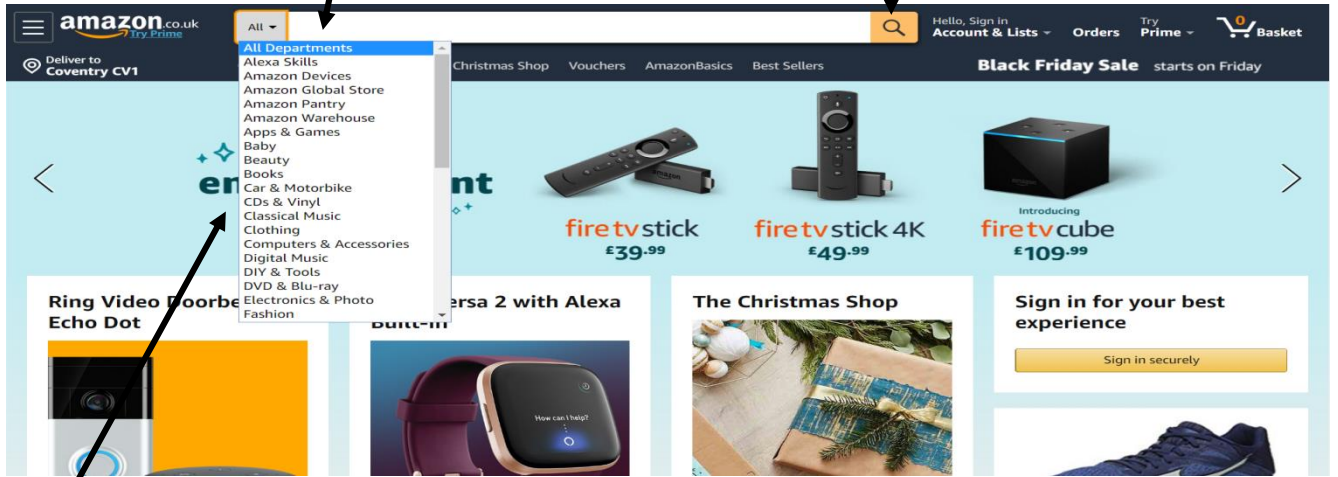 amazon.co.uk
Try Prime
All
Hello, Sign in
Account & Lists
Orders
Try
Prime
0
Basket
Deliver to
Coventry CV1
Christmas Shop Vouchers AmazonBasics Best Sellers
Black Friday Sale starts on Friday
All Departments
Alexa Skills
Amazon Devices
Amazon Global Store
Amazon Pantry
Amazon Warehouse
Apps & Games
Baby
Beauty
Books
Car & Motorbike
CDs & Vinyl
Classical Music
Clothing
Computers & Accessories
Digital Music
DIY & Tools
DVD & Blu-ray
Electronics & Photo
Fashion
amazon
fire tv stick
£39.99
fire tv stick 4K
£49.99
Introducing
fire tv cube
£109.99
Ring Video
Echo Dot
2 with Alexa
Built-in
How can I help?
The Christmas Shop
Sign in for your best
experience
Sign in securely